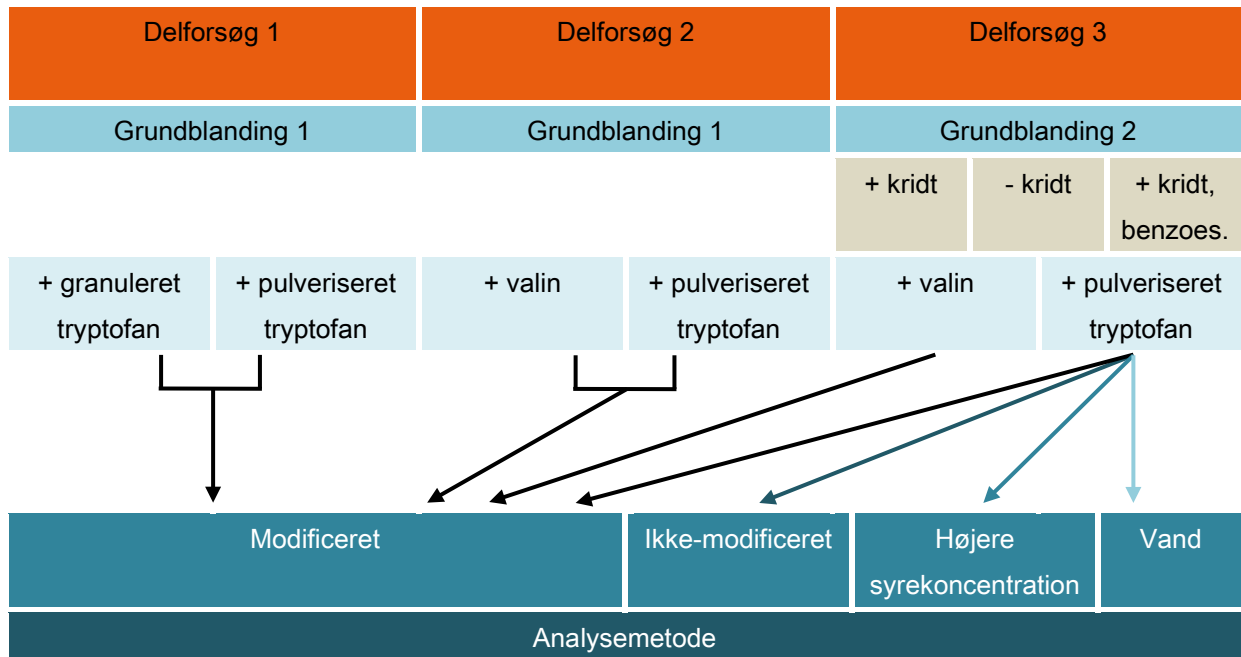 Delforsøg 1
Delforsøg 2
Delforsøg 3
Grundblanding 1
Grundblanding 1
Grundblanding 2
+ kridt
- kridt
+ kridt,
benzoes.
+ granuleret
tryptofan
+ pulveriseret
tryptofan
+ valin
+ pulveriseret
tryptofan
+ valin
+ pulveriseret
tryptofan
Modificeret
Ikke-modificeret
Højere
syrekoncentration
Vand
Analysemetode